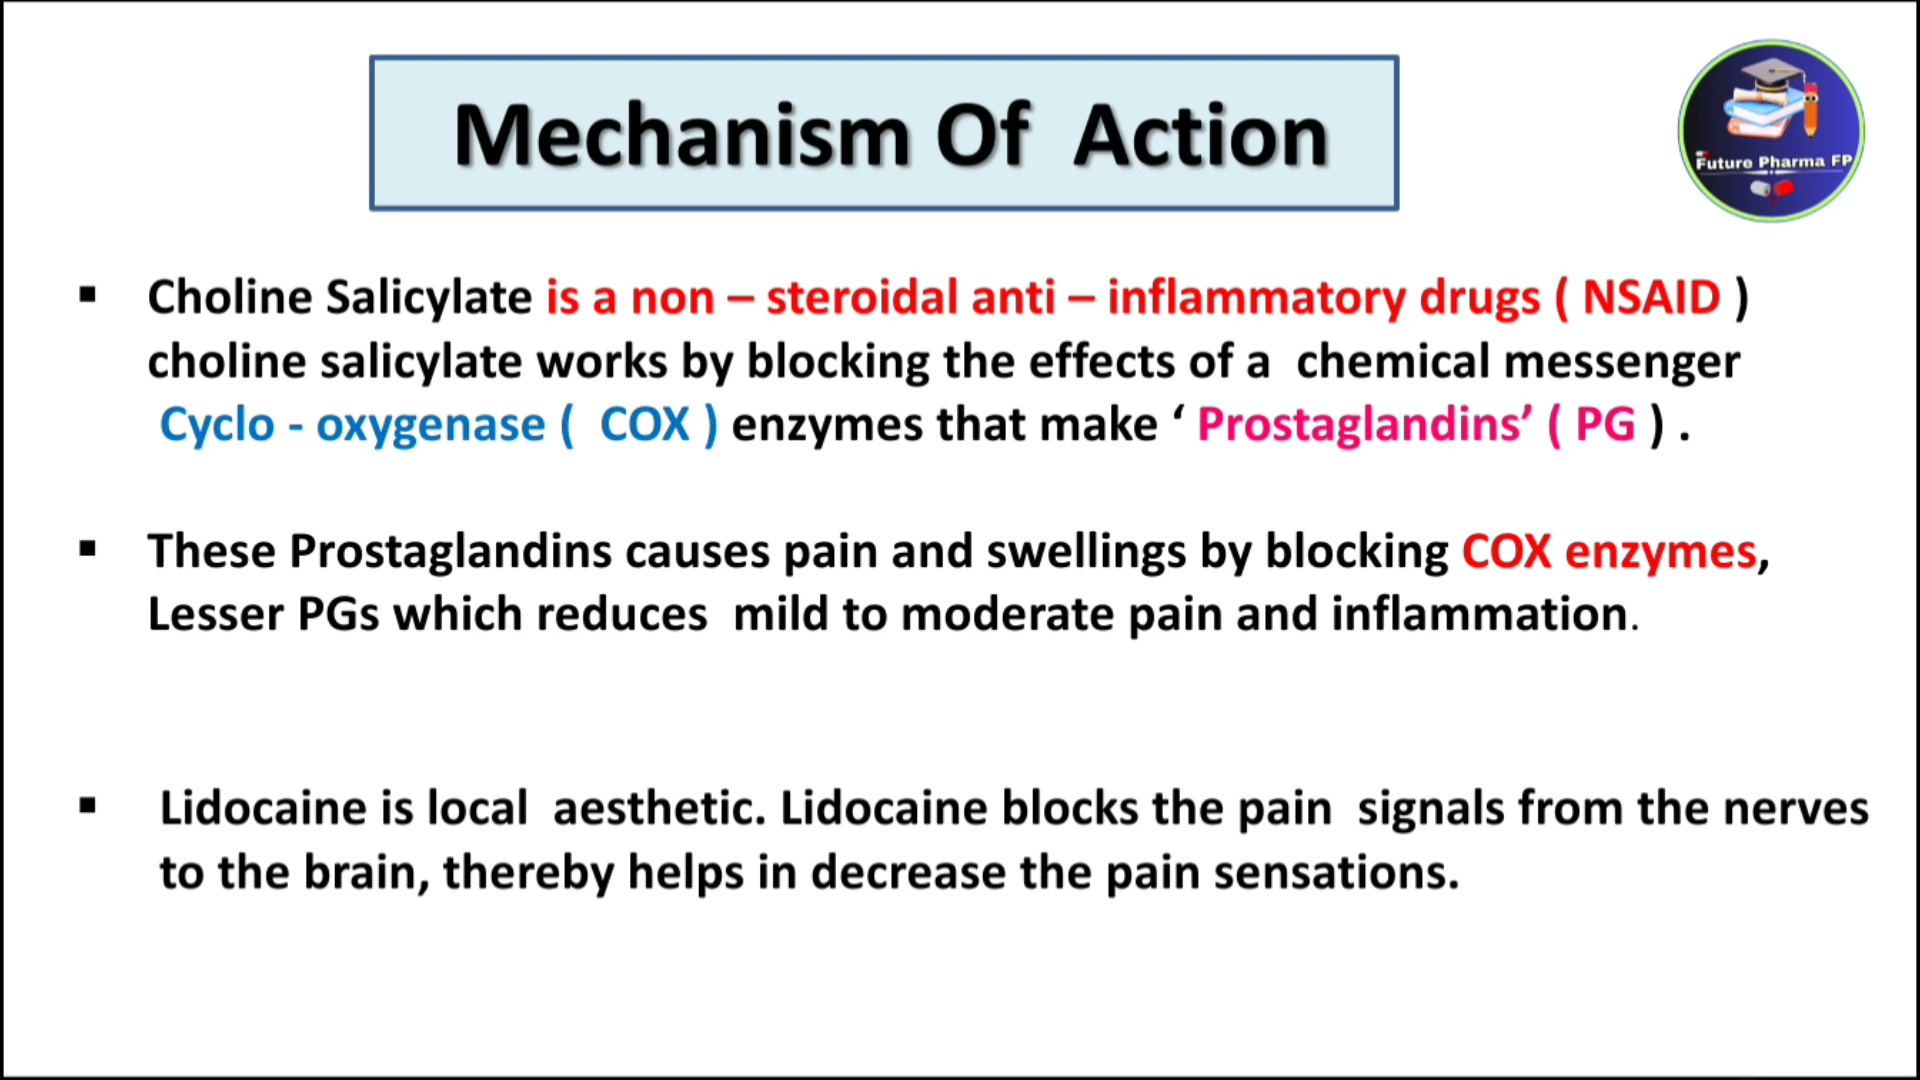 Mechanism Of Action
Future Pharma FP
▪ Choline Salicylate is a non – steroidal anti – inflammatory drugs ( NSAID )
choline salicylate works by blocking the effects of a chemical messenger
Cyclo - oxygenase ( COX ) enzymes that make ‘ Prostaglandins’ ( PG ) .
▪ These Prostaglandins causes pain and swellings by blocking COX enzymes,
Lesser PGs which reduces mild to moderate pain and inflammation.
▪ Lidocaine is local aesthetic. Lidocaine blocks the pain signals from the nerves
to the brain, thereby helps in decrease the pain sensations.